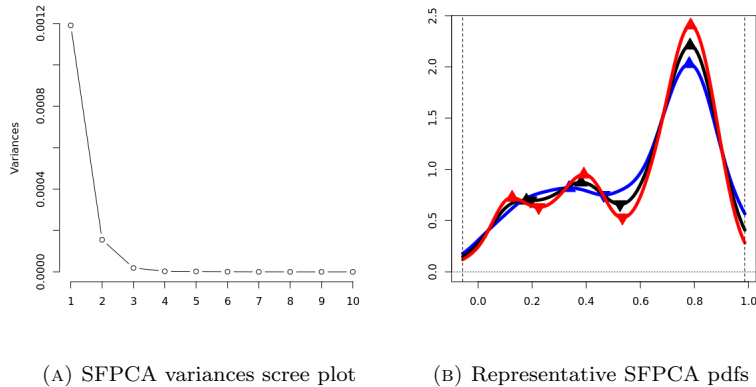 Variances
0.0012
0.0008
0.0004
0.0000
1 2 3 4 5 6 7 8 9 10
2.5
2.0
1.5
1.0
0.5
0.0
0.0 0.2 0.4 0.6 0.8 1.0
(A) SFPCA variances scree plot
(B) Representative SFPCA pdfs